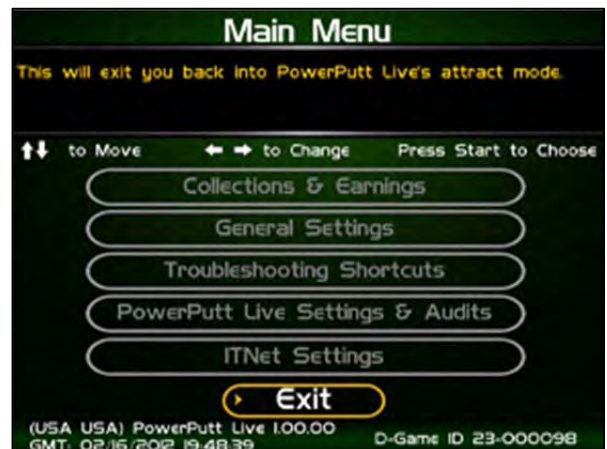 Main Menu
This will exit you back into PowerPutt Live's attract mode.
to Move to Change Press Start to Choose
Collections & Earnings
General Settings
Troubleshooting Shortcuts
PowerPutt Live Settings & Audits
ITNet Settings
Exit
(USA USA) PowerPutt Live 1.00.00
GMT: 02/16/2012 19:48:39 D-Game ID 23-000098